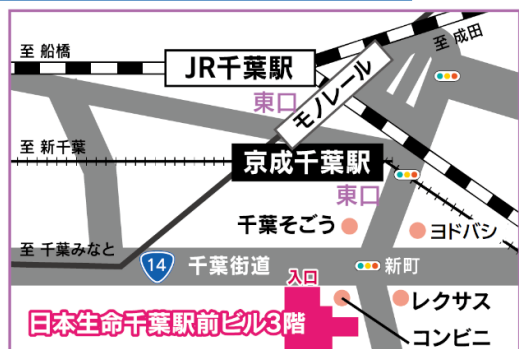 至 船橋
JR千葉駅
至 成田
モノレール
東口
至 新千葉
京成千葉駅
東口
千葉そごう
ヨドバシ
至 千葉みなと
14
千葉街道
新町
入口
レクサス
日本生命千葉駅前ビル3階
コンビニ